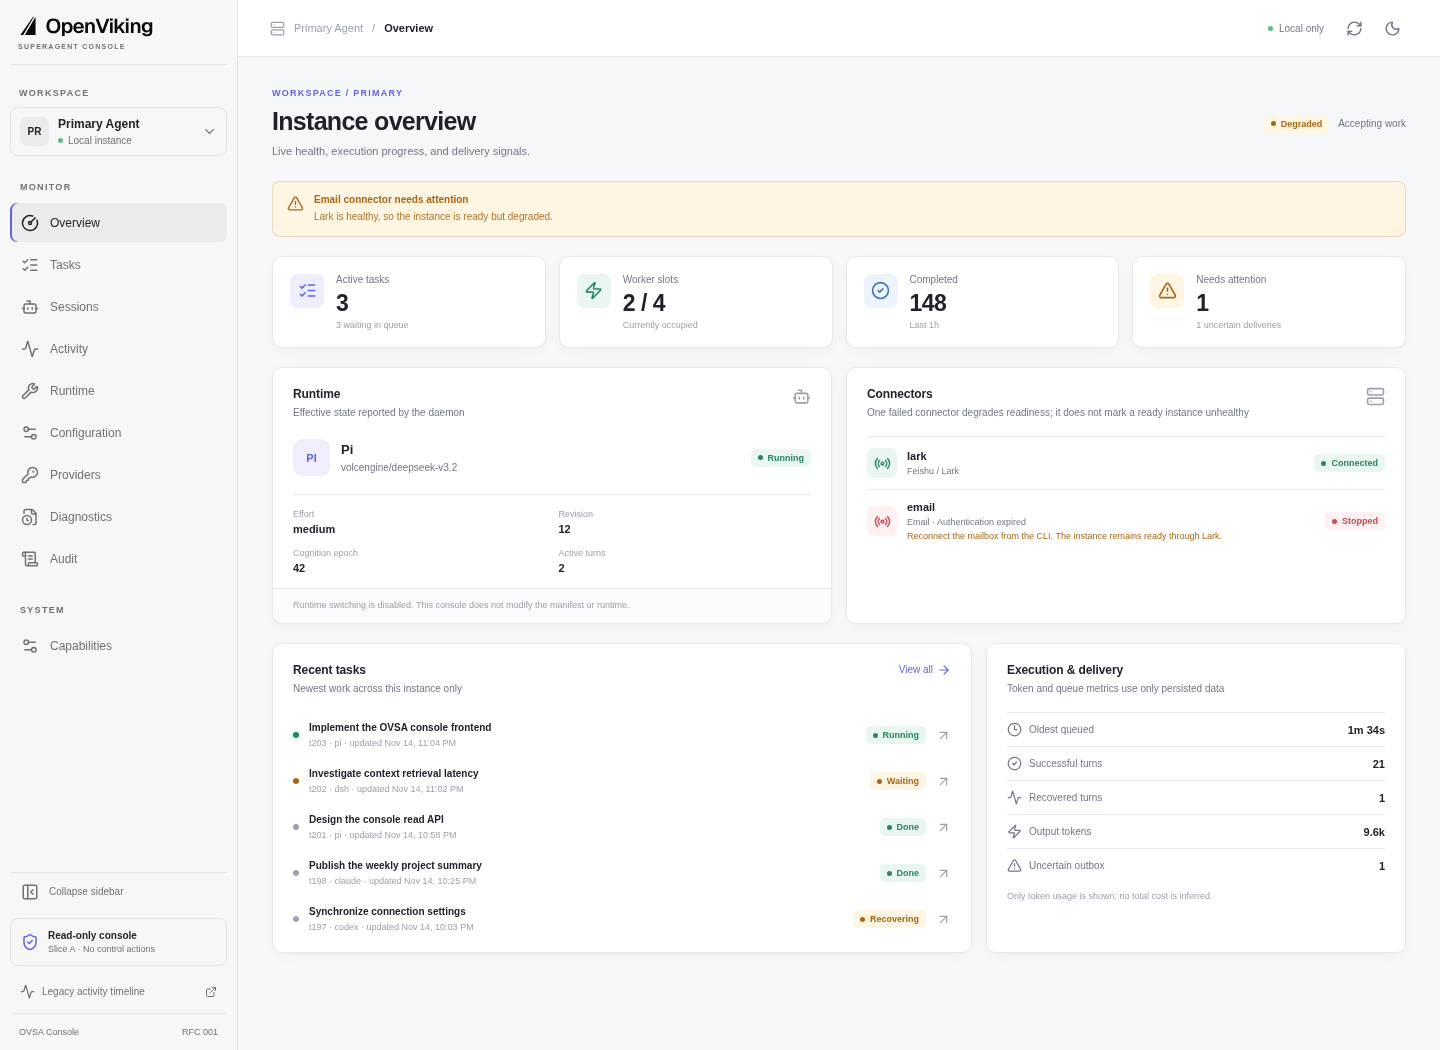 OpenViking
SUPERAGENT CONSOLE
WORKSPACE
PR
Primary Agent
Local instance
MONITOR
Overview
Tasks
Sessions
Activity
Runtime
Configuration
Providers
Diagnostics
Audit
SYSTEM
Capabilities
Collapse sidebar
Read-only console
Slice A · No control actions
Legacy activity timeline
OVSA Console RFC 001
Primary Agent / Overview
Local only
WORKSPACE / PRIMARY
Instance overview
Degraded Accepting work
Live health, execution progress, and delivery signals.
Email connector needs attention
Lark is healthy, so the instance is ready but degraded.
Active tasks
3
3 waiting in queue
Worker slots
2 / 4
Currently occupied
Completed
148
Last 1h
Needs attention
1
1 uncertain deliveries
Runtime
Effective state reported by the daemon
PI
Pi
volcengine/deepseek-v3.2
Running
Effort
medium
Revision
12
Cognition epoch
42
Active turns
2
Runtime switching is disabled. This console does not modify the manifest or runtime.
Connectors
One failed connector degrades readiness; it does not mark a ready instance unhealthy
lark
Feishu / Lark
Connected
email
Email · Authentication expired
Reconnect the mailbox from the CLI. The instance remains ready through Lark.
Stopped
Recent tasks
View all
Newest work across this instance only
Implement the OVSA console frontend
t203 · pi · updated Nov 14, 11:04 PM
Running
Investigate context retrieval latency
t202 · dsh · updated Nov 14, 11:02 PM
Waiting
Design the console read API
t201 · pi · updated Nov 14, 10:58 PM
Done
Publish the weekly project summary
t198 · claude · updated Nov 14, 10:25 PM
Done
Synchronize connection settings
t197 · codex · updated Nov 14, 10:03 PM
Recovering
Execution & delivery
Token and queue metrics use only persisted data
Oldest queued 1m 34s
Successful turns 21
Recovered turns 1
Output tokens 9.6k
Uncertain outbox 1
Only token usage is shown; no total cost is inferred.